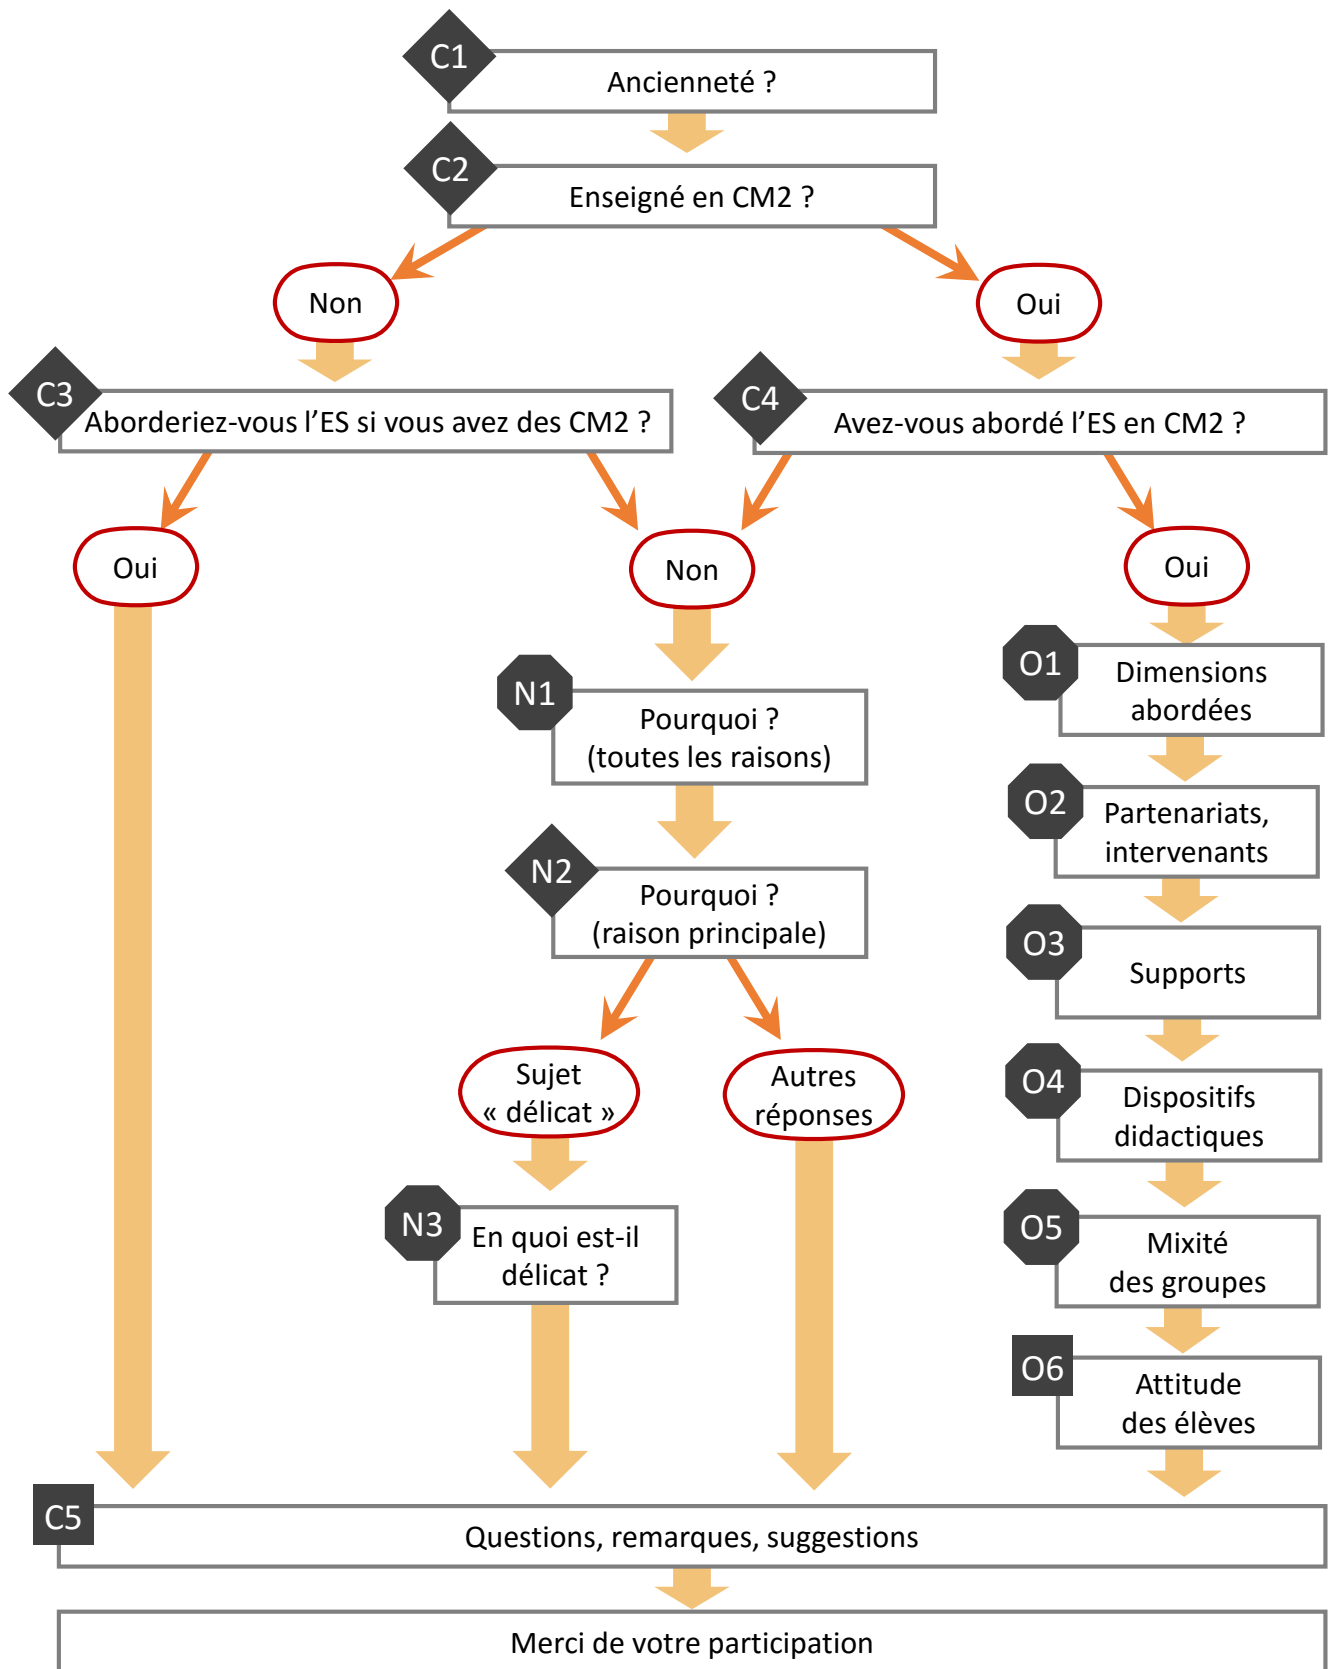 C1
Ancienneté ?
C2
Enseigné en CM2 ?
Non
Oui
C3
Aborderiez-vous l’ES si vous avez des CM2 ?
C4
Avez-vous abordé l’ES en CM2 ?
Oui
Non
Oui
N1
Pourquoi ?
(toutes les raisons)
N2
Pourquoi ?
(raison principale)
Sujet
« délicat »
Autres
réponses
N3
En quoi est-il
délicat ?
O1
Dimensions
abordées
O2
Partenariats,
intervenants
O3
Supports
O4
Dispositifs
didactiques
O5
Mixité
des groupes
O6
Attitude
des élèves
C5
Questions, remarques, suggestions
Merci de votre participation